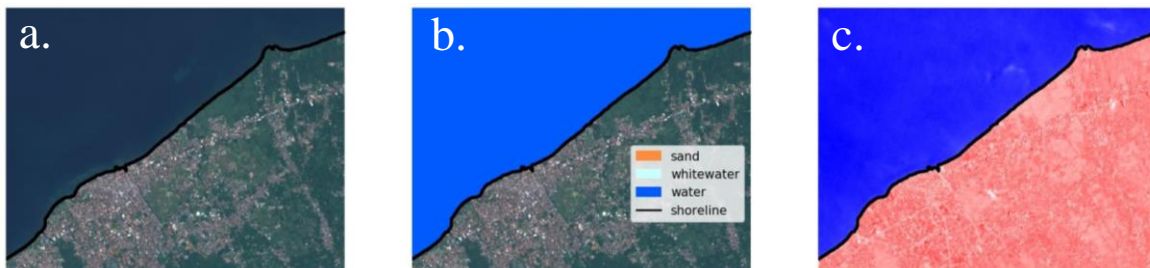 a.
b.
c.
sand
whitewater
water
shoreline